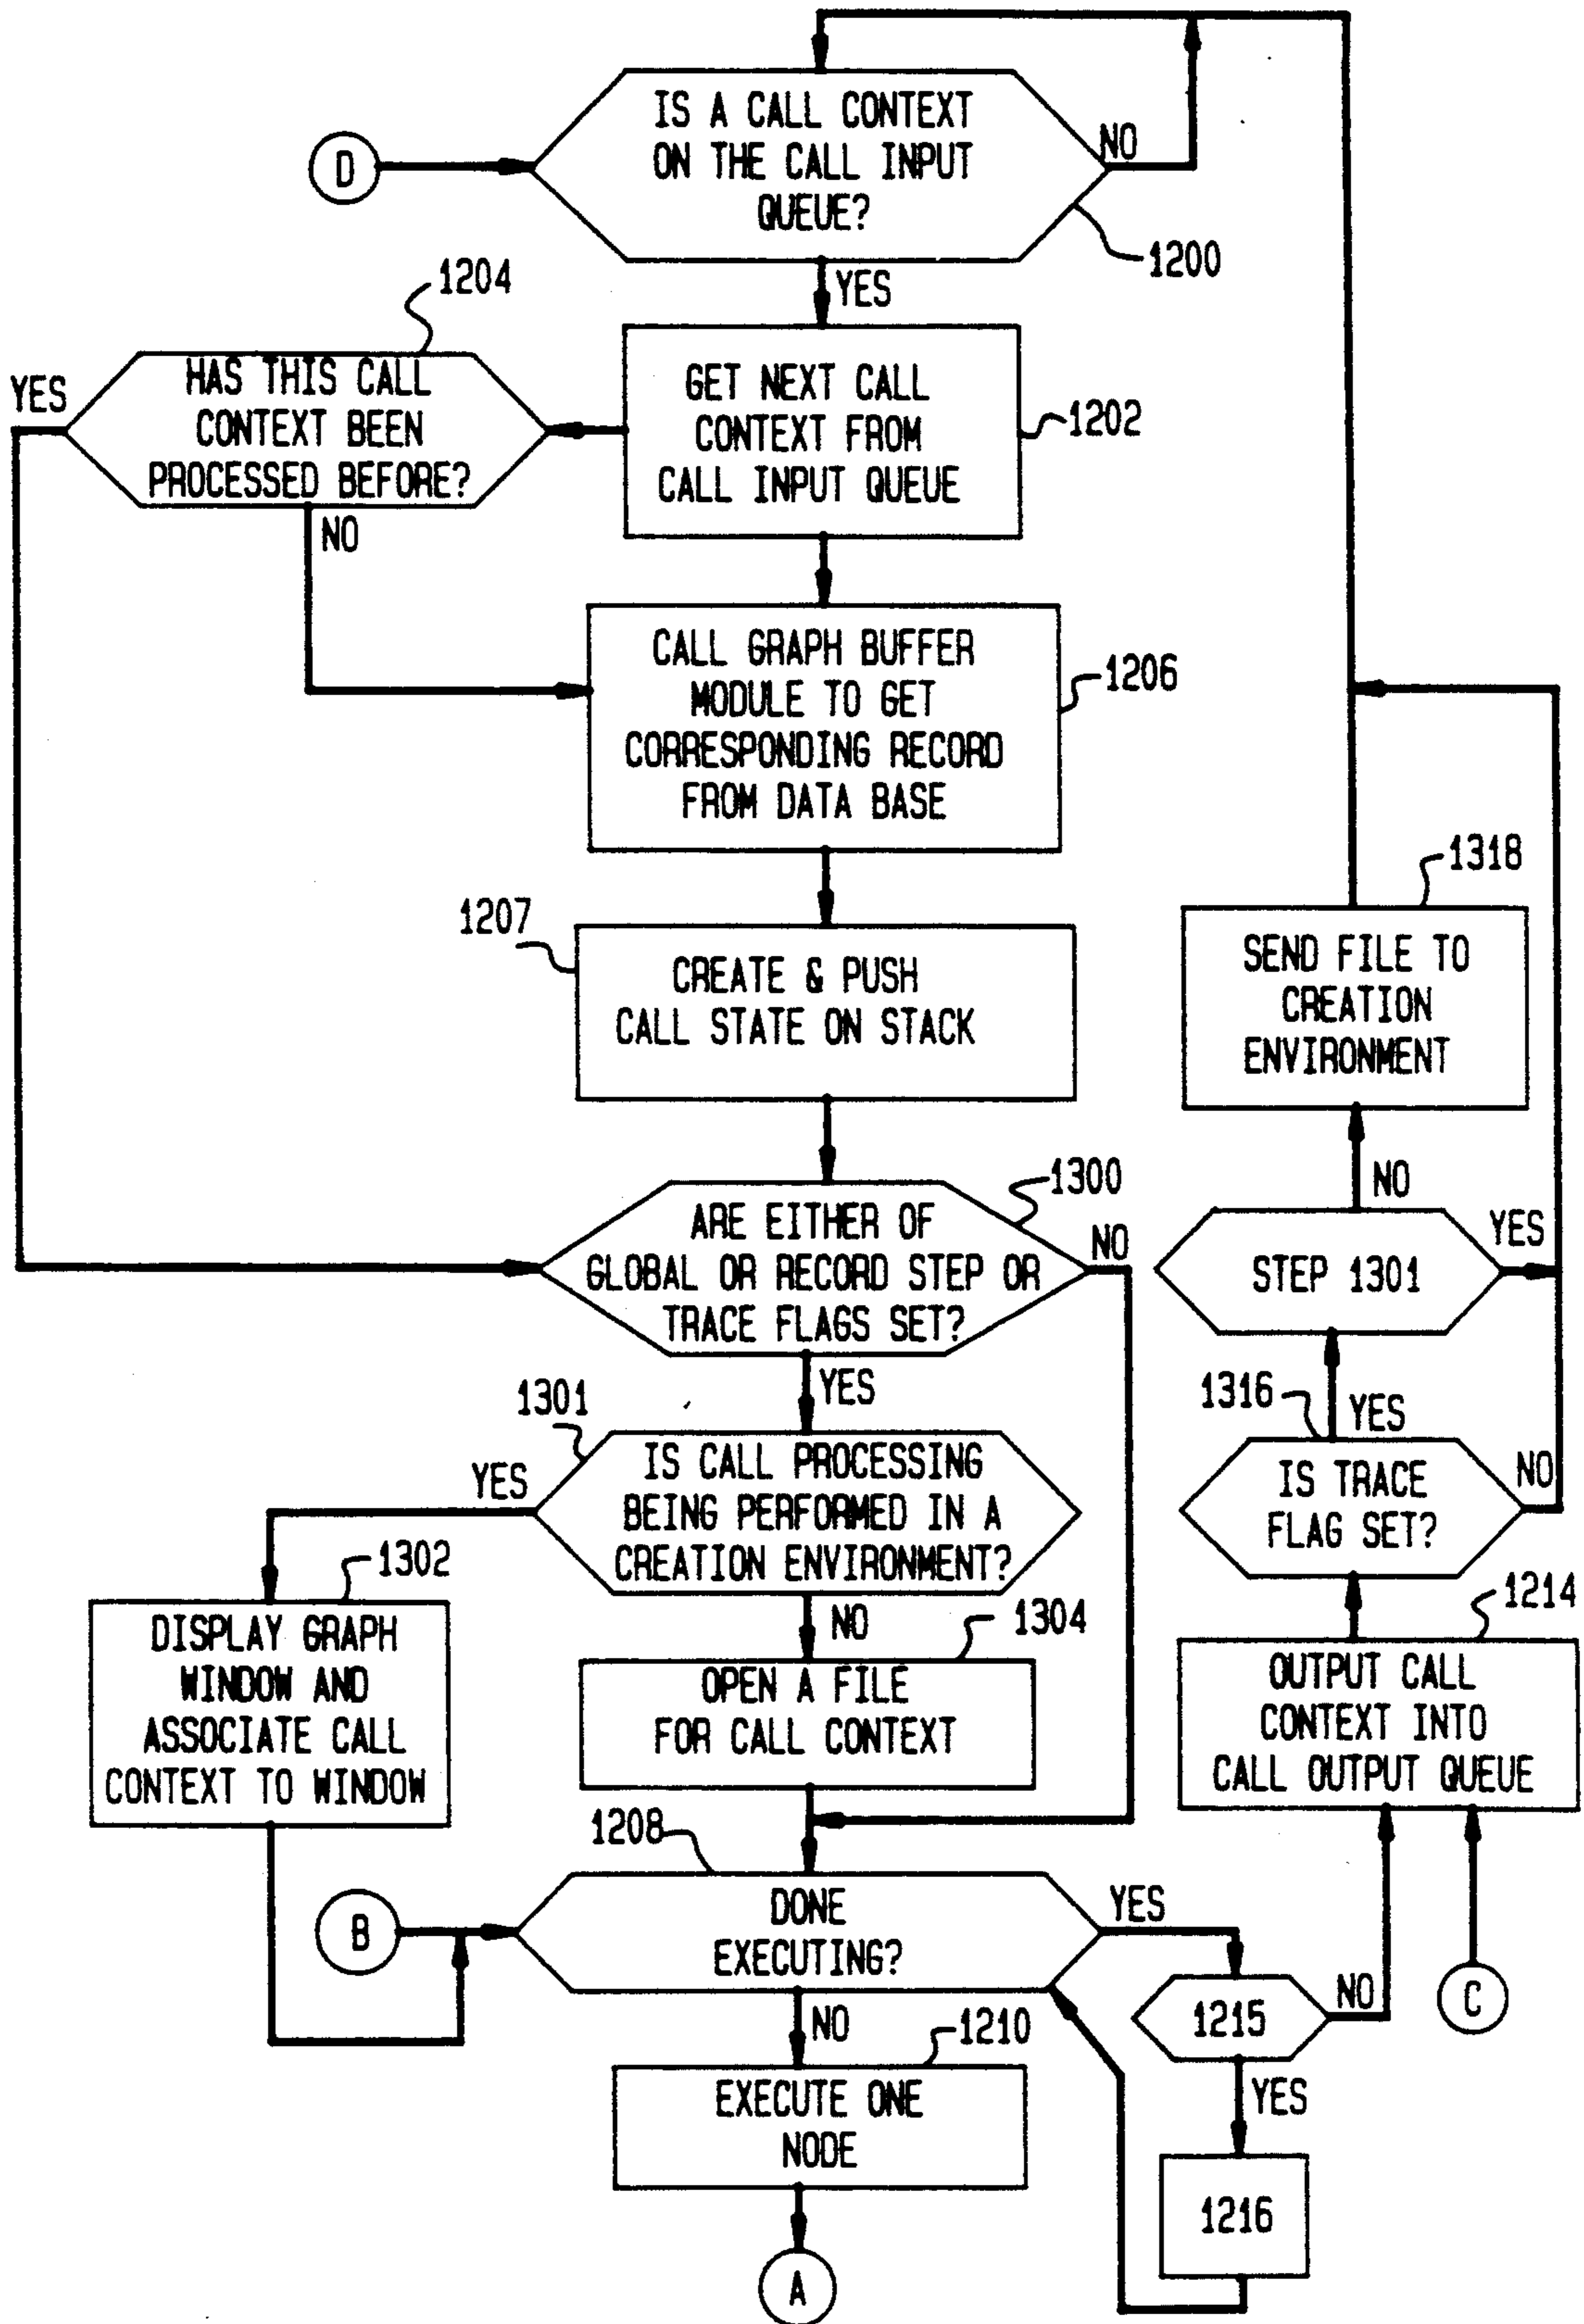 IS A CALL CONTEXT
ON THE CALL INPUT
QUEUE?
D
NO
1200
YES
1204
HAS THIS CALL
CONTEXT BEEN
PROCESSED BEFORE?
YES
NO
GET NEXT CALL
CONTEXT FROM
CALL INPUT QUEUE
1202
CALL GRAPH BUFFER
MODULE TO GET
CORRESPONDING RECORD
FROM DATA BASE
1206
1207
CREATE & PUSH
CALL STATE ON STACK
1318
SEND FILE TO
CREATION
ENVIRONMENT
NO
1300
ARE EITHER OF
GLOBAL OR RECORD STEP OR
TRACE FLAGS SET?
NO
YES
STEP 1301
YES
1301
IS CALL PROCESSING
BEING PERFORMED IN A
CREATION ENVIRONMENT?
YES
NO
1316
YES
IS TRACE
FLAG SET?
NO
1302
DISPLAY GRAPH
WINDOW AND
ASSOCIATE CALL
CONTEXT TO WINDOW
1304
OPEN A FILE
FOR CALL CONTEXT
1214
OUTPUT CALL
CONTEXT INTO
CALL OUTPUT QUEUE
1208
B
DONE
EXECUTING?
YES
NO
1215
NO
C
YES
1210
EXECUTE ONE
NODE
1216
A